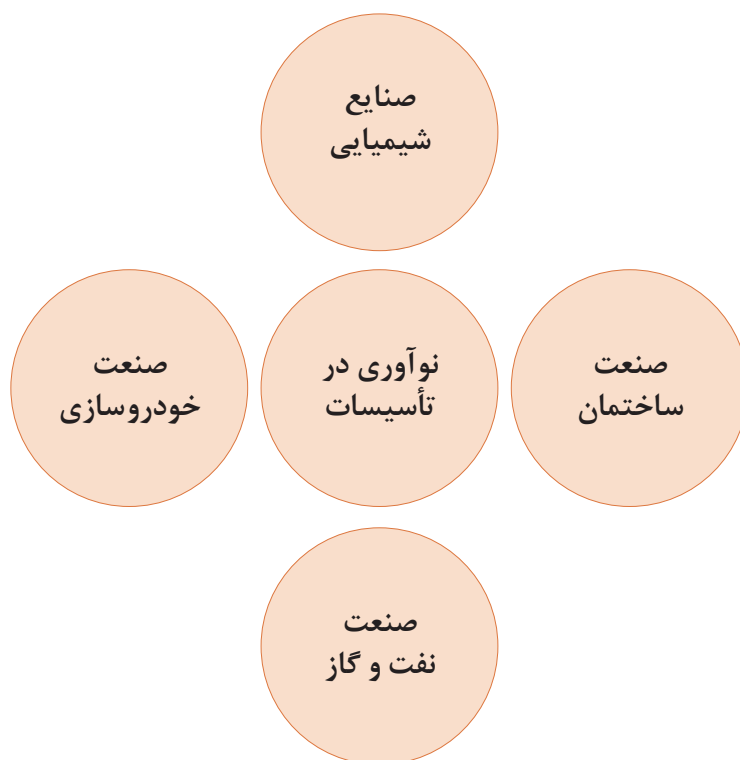 صنایع
شیمیایی
صنعت
ساختمان
نوآوری در
تأسیسات
صنعت
خودروسازی
صنعت
نفت و گاز